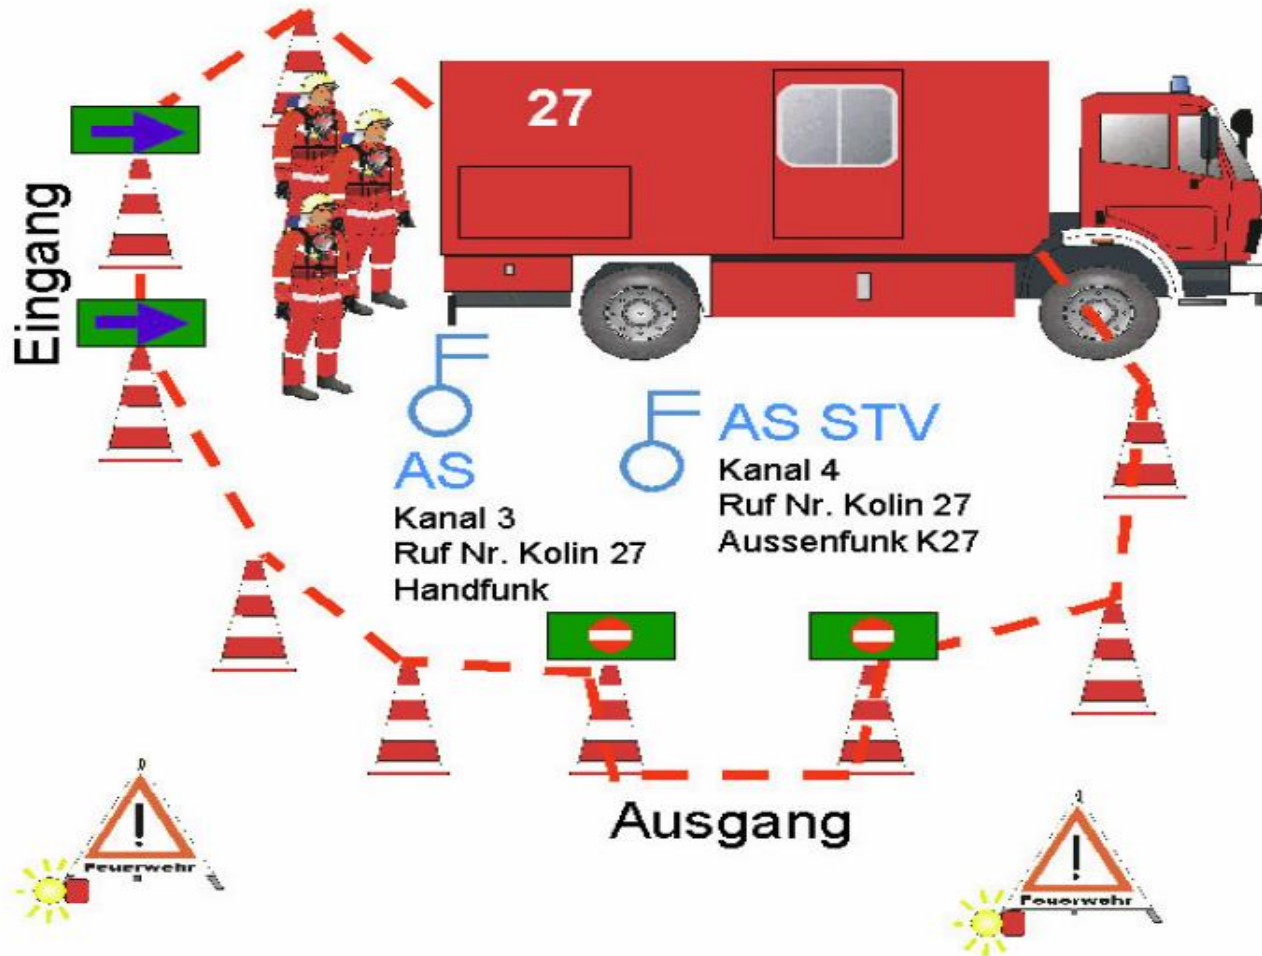 27
Eingang
AS
Kanal 3
Ruf Nr. Kolin 27
Handfunk
AS STV
Kanal 4
Ruf Nr. Kolin 27
Aussenfunk K27
Ausgang
!
Feuerwehr
!
Feuerwehr